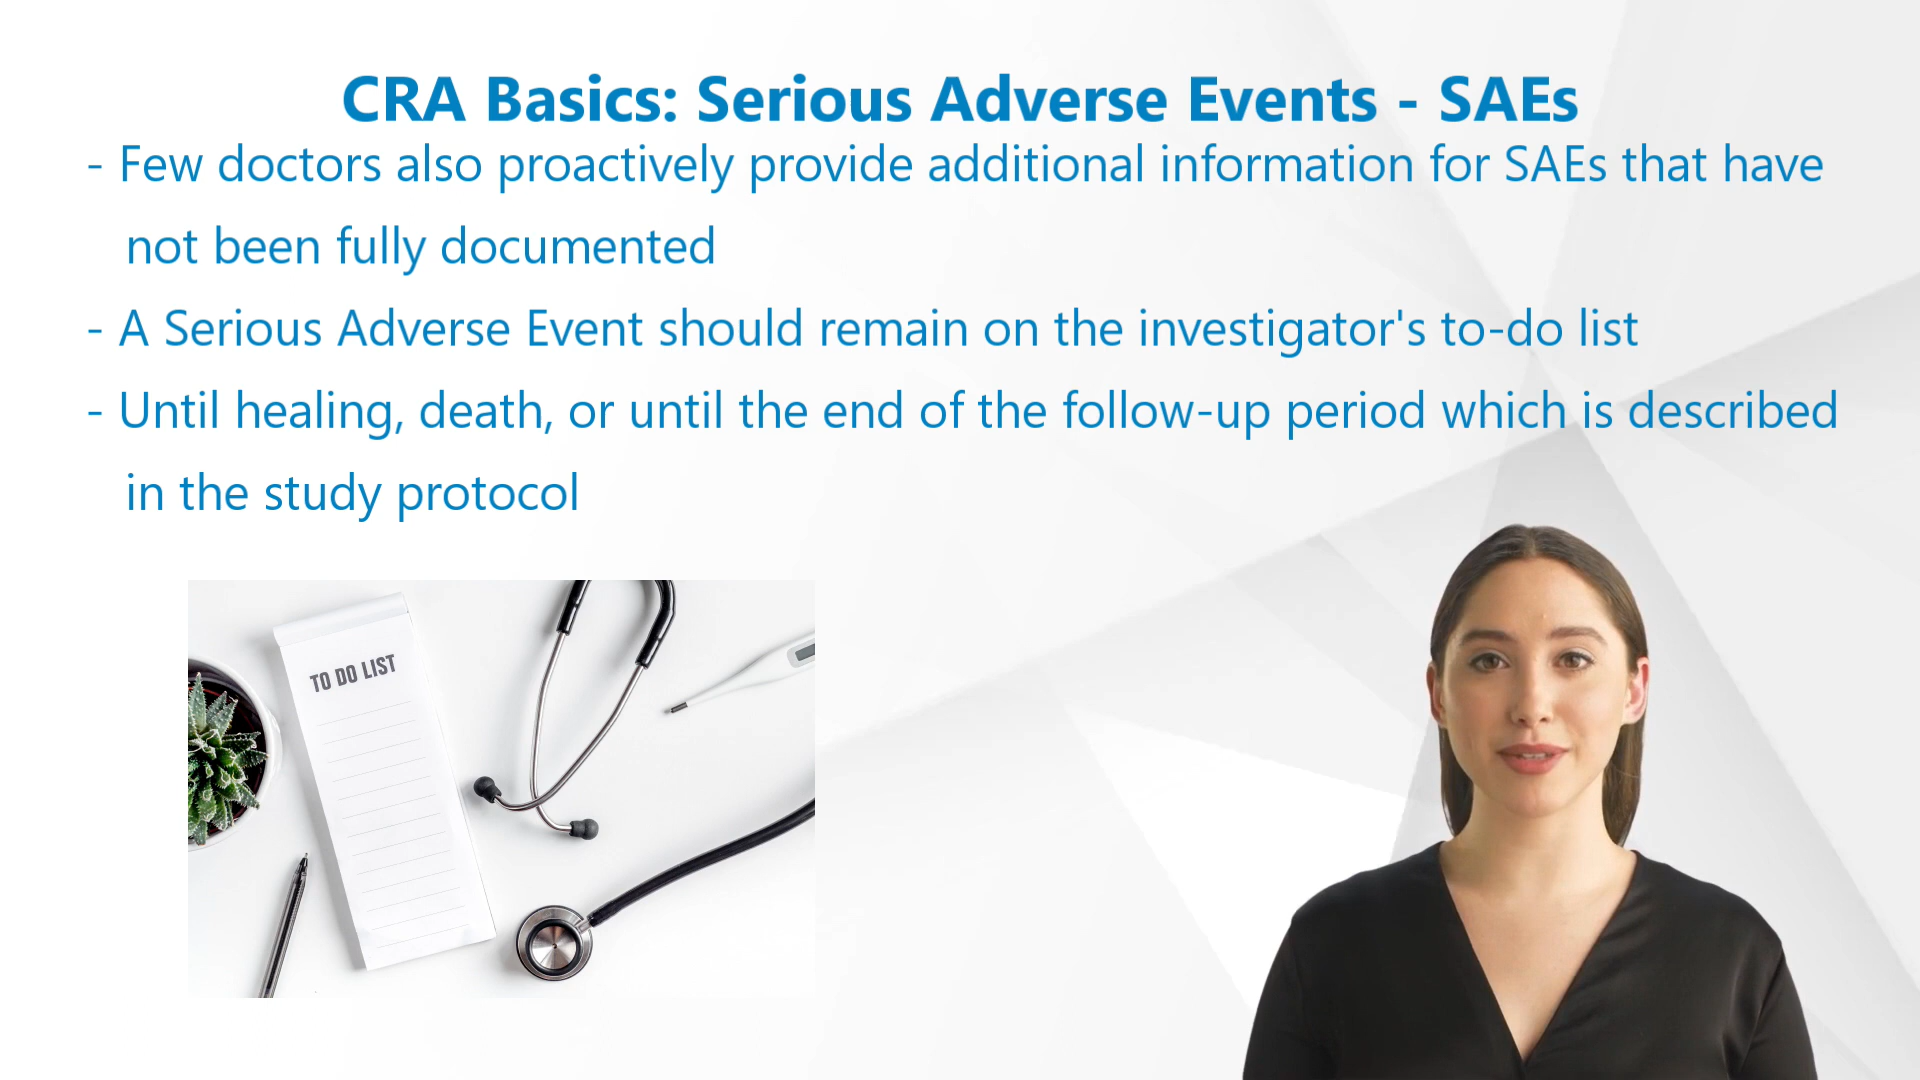 CRA Basics: Serious Adverse Events - SAEs
- Few doctors also proactively provide additional information for SAEs that have
not been fully documented
- A Serious Adverse Event should remain on the investigator's to-do list
- Until healing, death, or until the end of the follow-up period which is described
in the study protocol
TO DO LIST